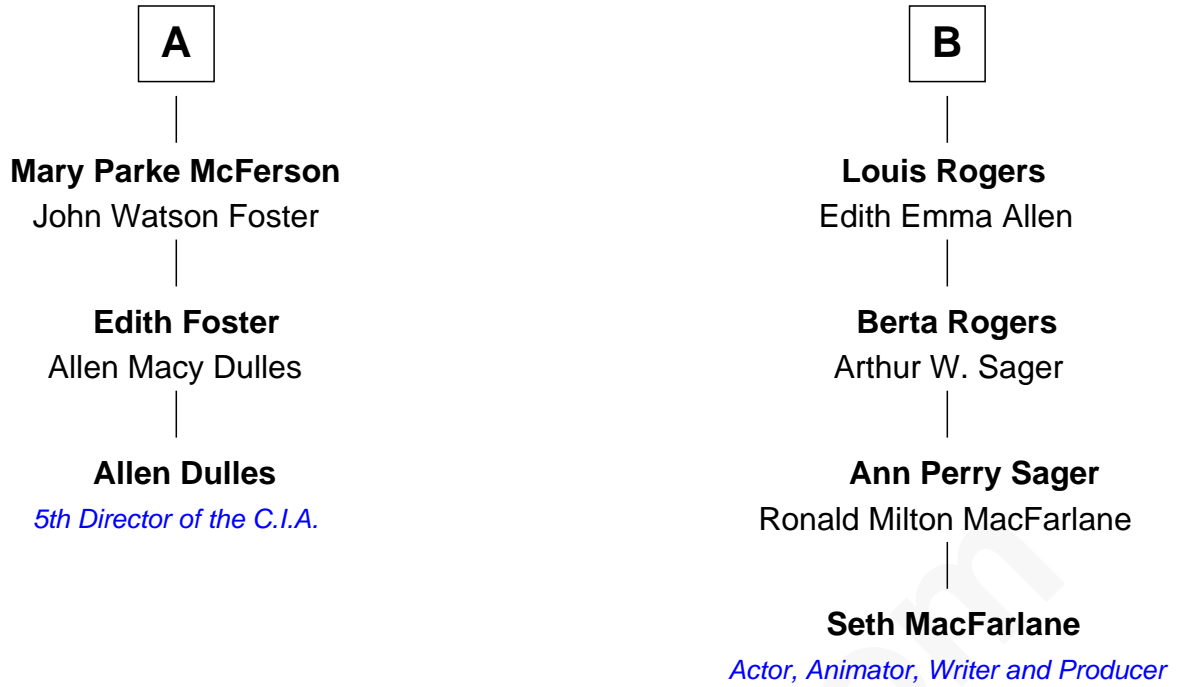 A
Mary Parke McFerson
John Watson Foster
Edith Foster
Allen Macy Dulles
Allen Dulles
5th Director of the C.I.A.
B
Louis Rogers
Edith Emma Allen
Berta Rogers
Arthur W. Sager
Ann Perry Sager
Ronald Milton MacFarlane
Seth MacFarlane
Actor, Animator, Writer and Producer